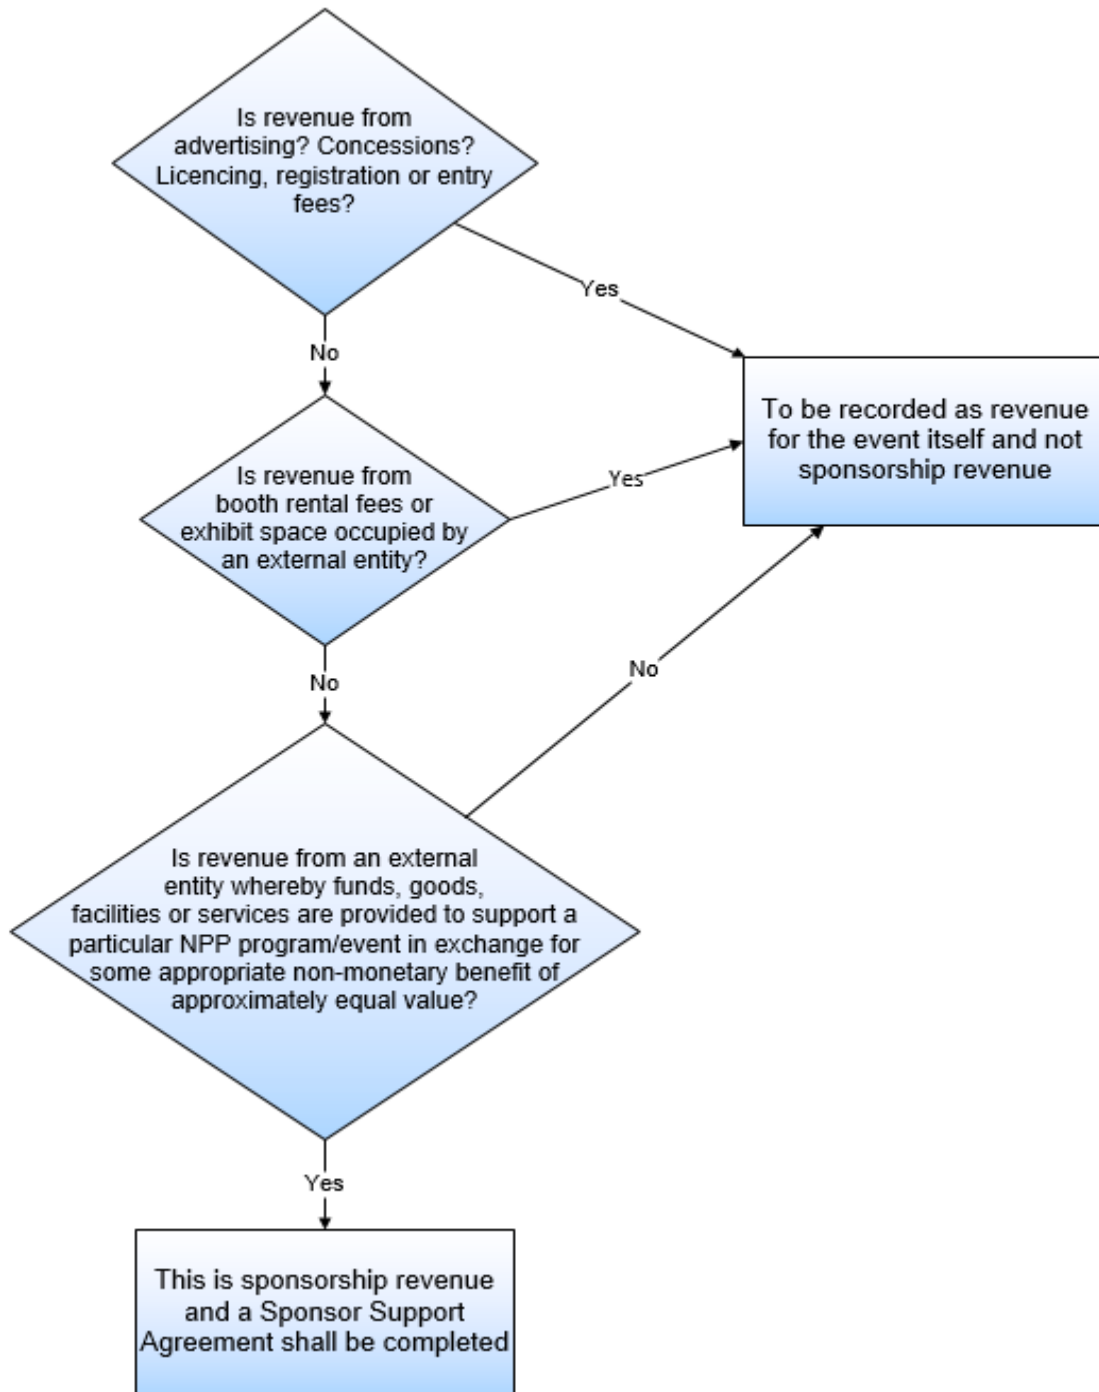 Is revenue from
advertising? Concessions?
Licencing, registration or entry
fees?
Yes
No
To be recorded as revenue
for the event itself and not
sponsorship revenue
Is revenue from
booth rental fees or
exhibit space occupied by
an external entity?
Yes
No
No
Is revenue from an external
entity whereby funds, goods,
facilities or services are provided to support a
particular NPP program/event in exchange for
some appropriate non-monetary benefit of
approximately equal value?
Yes
This is sponsorship revenue
and a Sponsor Support
Agreement shall be completed